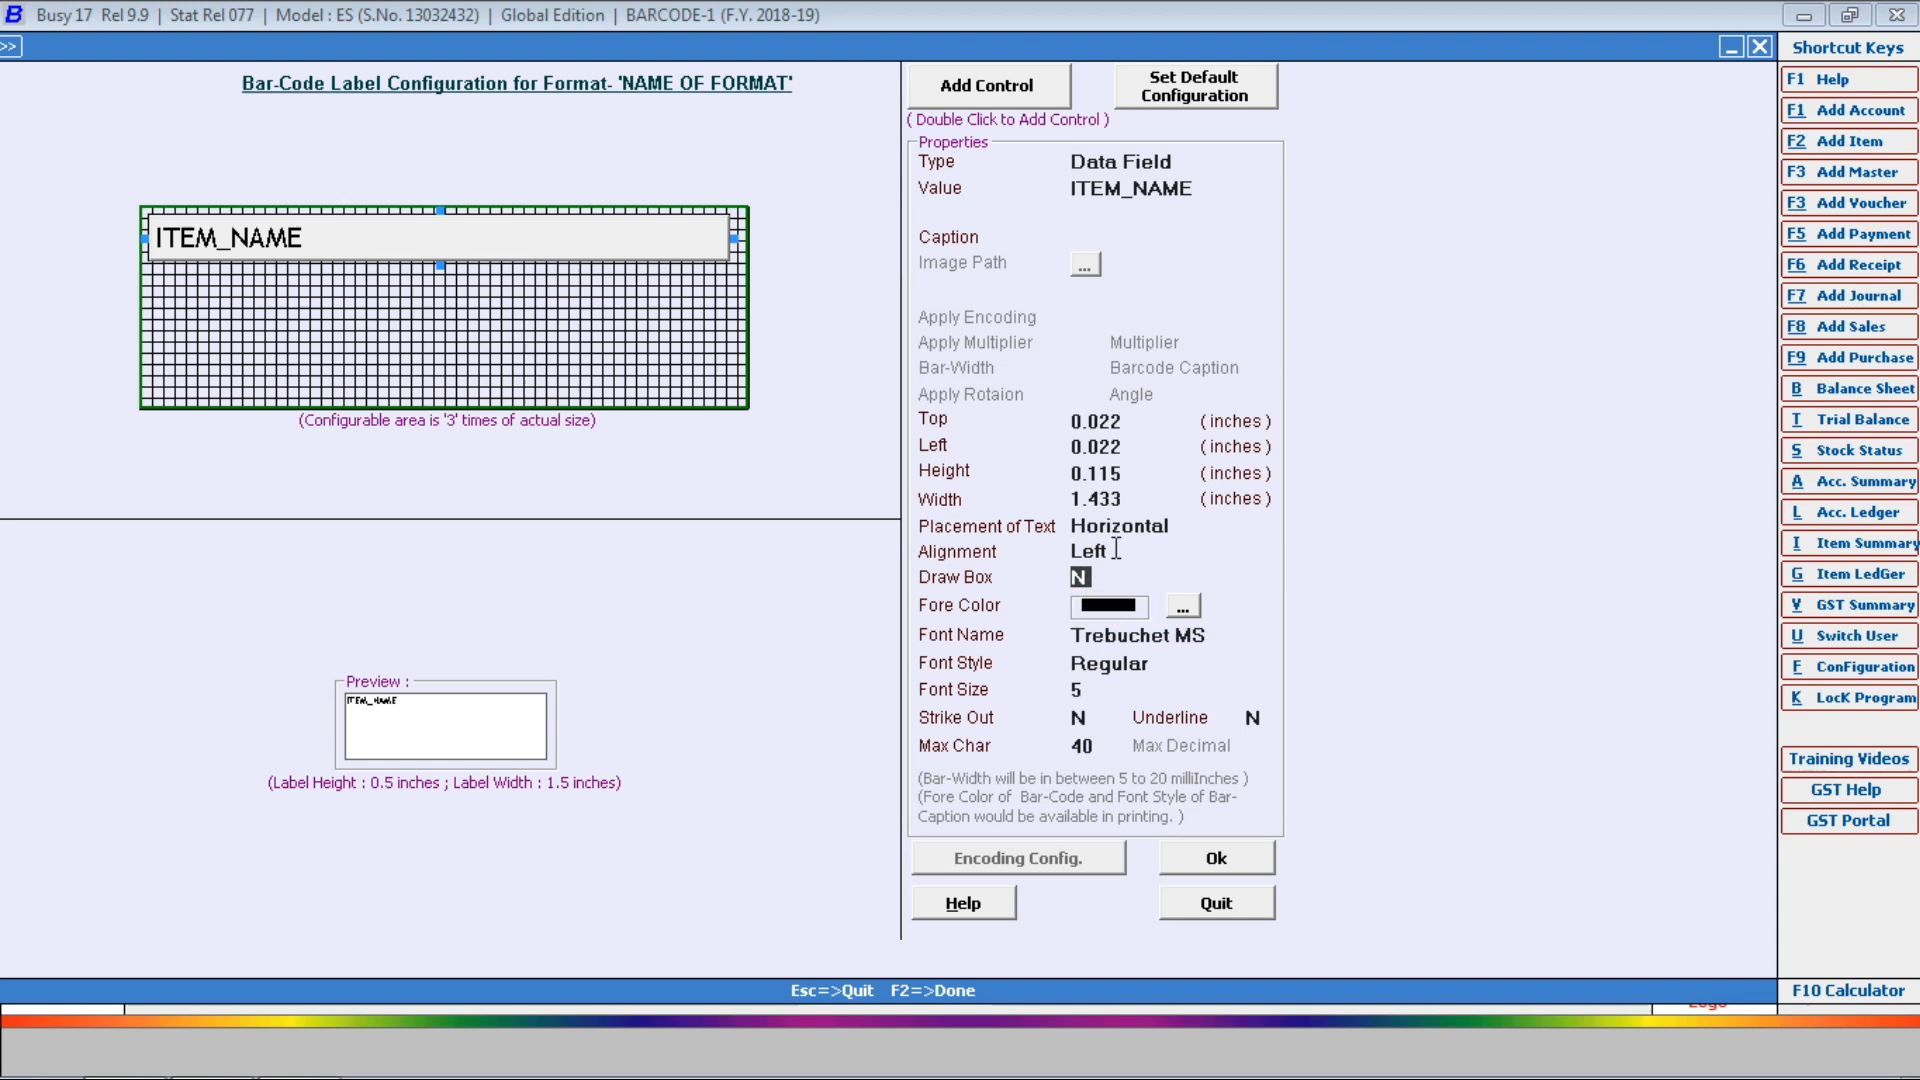 B Busy 17 Rel 9.9 | Stat Rel 077 | Model : ES (S.No. 13032432) | Global Edition | BARCODE-1 (F.Y. 2018-19)
>>
Bar-Code Label Configuration for Format- 'NAME OF FORMAT'
ITEM_NAME
(Configurable area is '3' times of actual size)
Preview :
ITEM_NAME
(Label Height : 0.5 inches ; Label Width : 1.5 inches)
Add Control
Set Default
Configuration
( Double Click to Add Control )
Properties
Type Data Field
Value ITEM_NAME
Caption
Image Path ...
Apply Encoding
Apply Multiplier Multiplier
Bar-Width Barcode Caption
Apply Rotaion Angle
Top 0.022 ( inches )
Left 0.022 ( inches )
Height 0.115 ( inches )
Width 1.433 ( inches )
Placement of Text Horizontal
Alignment Left
Draw Box N
Fore Color ...
Font Name Trebuchet MS
Font Style Regular
Font Size 5
Strike Out N Underline N
Max Char 40 Max Decimal
(Bar-Width will be in between 5 to 20 milliInches )
(Fore Color of Bar-Code and Font Style of Bar-
Caption would be available in printing. )
Encoding Config. Ok
Help Quit
Shortcut Keys
F1 Help
F1 Add Account
F2 Add Item
F3 Add Master
F3 Add Voucher
F5 Add Payment
F6 Add Receipt
F7 Add Journal
F8 Add Sales
F9 Add Purchase
B Balance Sheet
T Trial Balance
S Stock Status
A Acc. Summary
L Acc. Ledger
I Item Summary
G Item LedGer
V GST Summary
U Switch User
F ConFiguration
K LocK Program
Training Videos
GST Help
GST Portal
Esc=>Quit F2=>Done
F10 Calculator